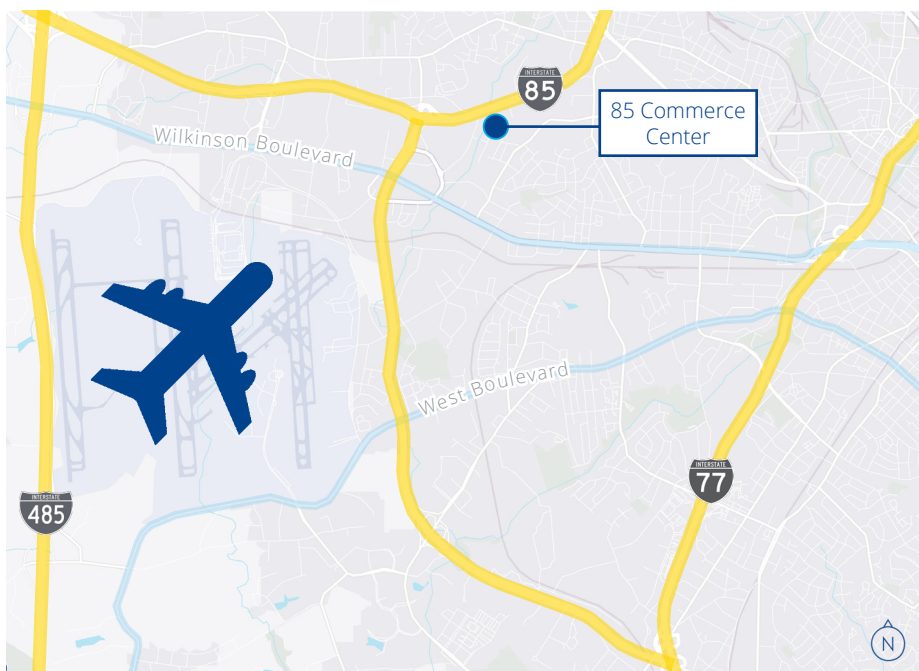 INTERSTATE
85
85 Commerce
Center
Wilkinson Boulevard
West Boulevard
INTERSTATE
77
INTERSTATE
485
N